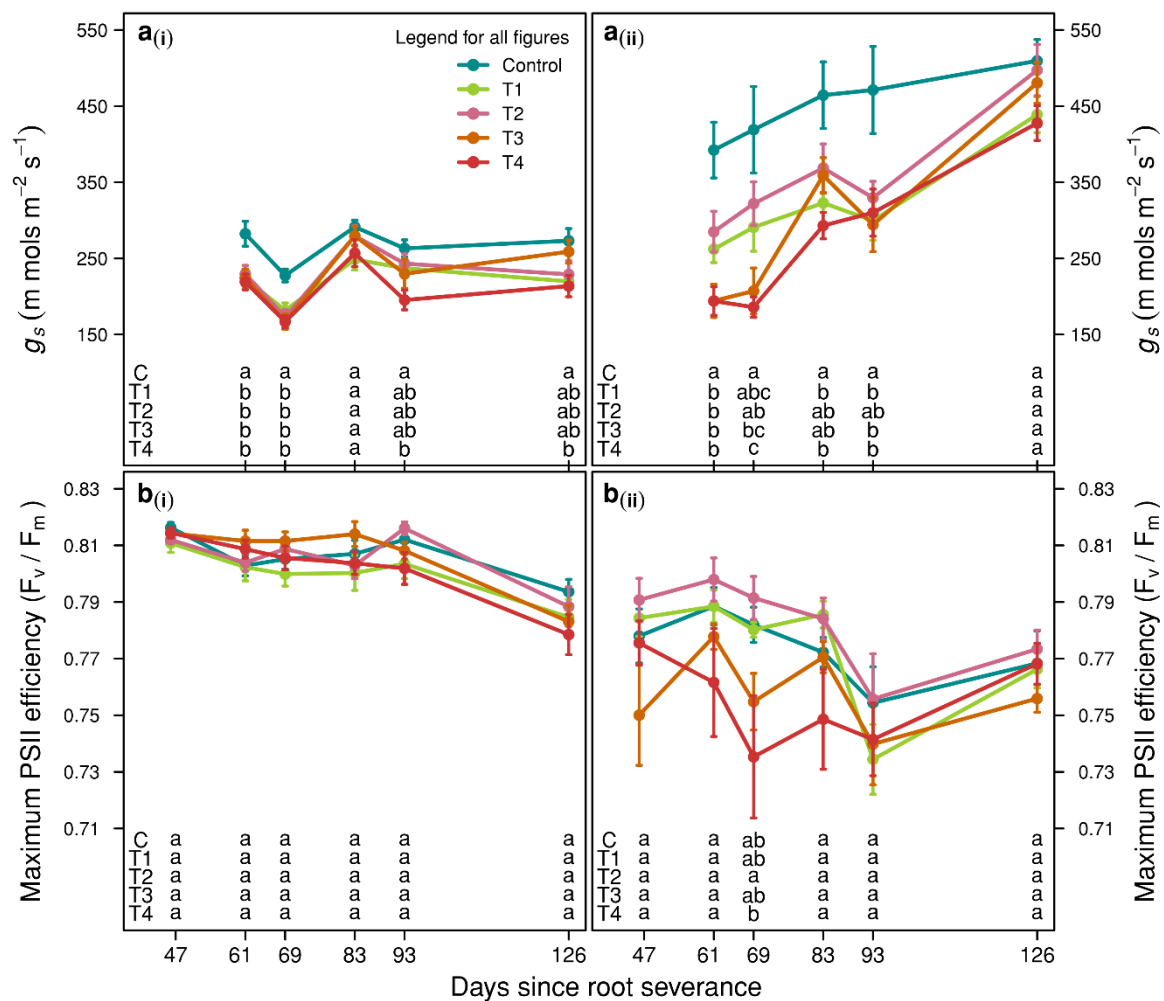 a(i)
Legend for all figures
Control
T1
T2
T3
T4
550
450
350
250
150
gs (m mols m−2 s−1)
C a a a a a
T1 b b a ab ab
T2 b b a ab ab
T3 b b a ab ab
T4 b b a b b
a(ii)
550
450
350
250
150
gs (m mols m−2 s−1)
a a a a a
b abc b b a
b ab ab ab a
b bc ab b a
b c b b a
b(i)
0.83
0.81
0.79
0.77
0.75
0.73
0.71
Maximum PSII efficiency (Fv / Fm)
C a a a a a a
T1 a a a a a a
T2 a a a a a a
T3 a a a a a a
T4 a a a a a a
47 61 69 83 93 126
b(ii)
0.83
0.81
0.79
0.77
0.75
0.73
0.71
Maximum PSII efficiency (Fv / Fm)
C a a ab a a a
T1 a a ab a a a
T2 a a a a a a
T3 a a ab a a a
T4 a a b a a a
47 61 69 83 93 126
Days since root severance